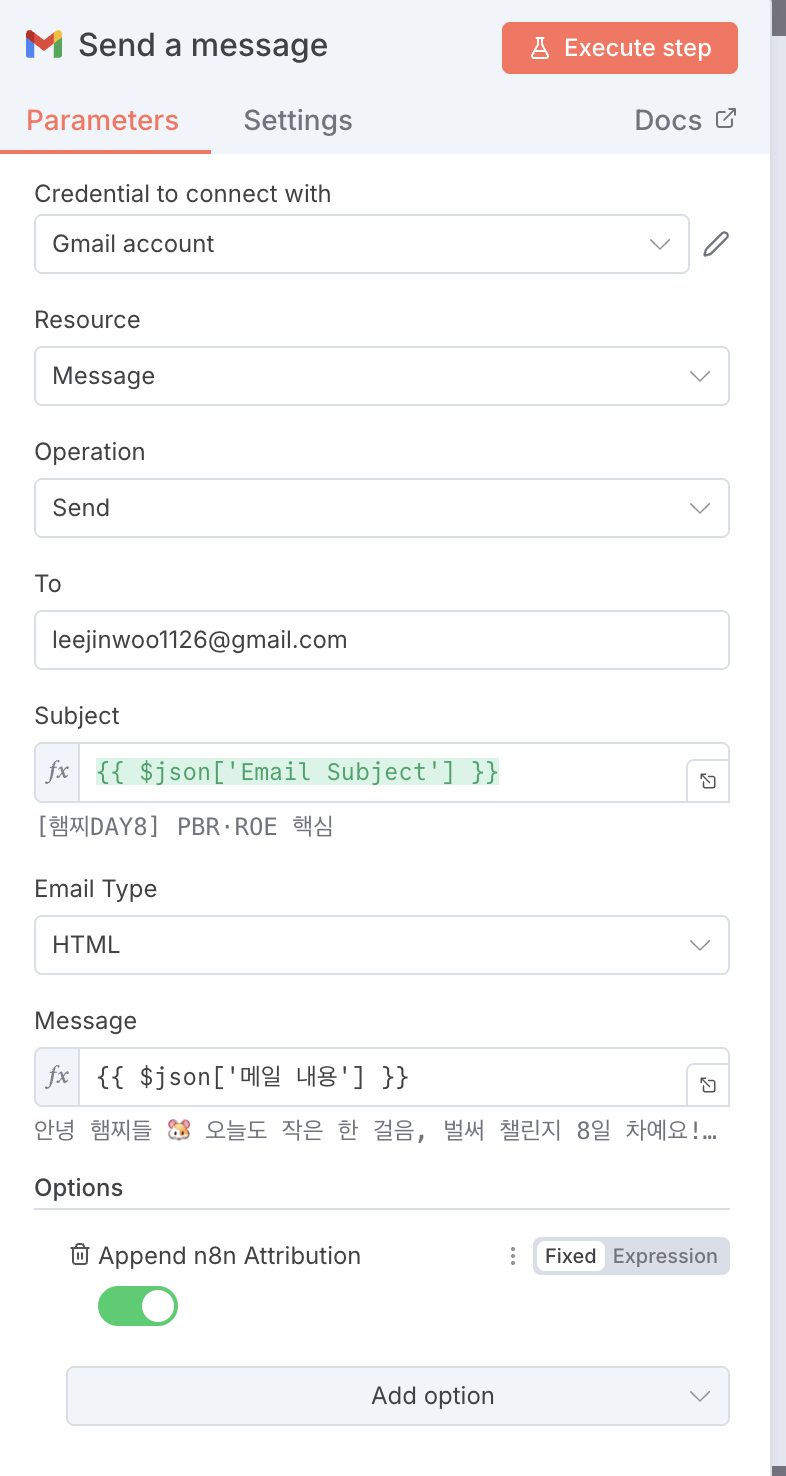 Send a message
Execute step
Parameters
Settings
Docs
Credential to connect with
Gmail account
Resource
Message
Operation
Send
To
leejinwoo1126@gmail.com
Subject
fx {{ $json['Email Subject'] }}
[햄찌DAY8] PBR·ROE 핵심
Email Type
HTML
Message
fx {{ $json['메일 내용'] }}
안녕 햄찌들 🐹 오늘도 작은 한 걸음, 벌써 챌린지 8일 차예요!…
Options
Append n8n Attribution
Fixed Expression
Add option